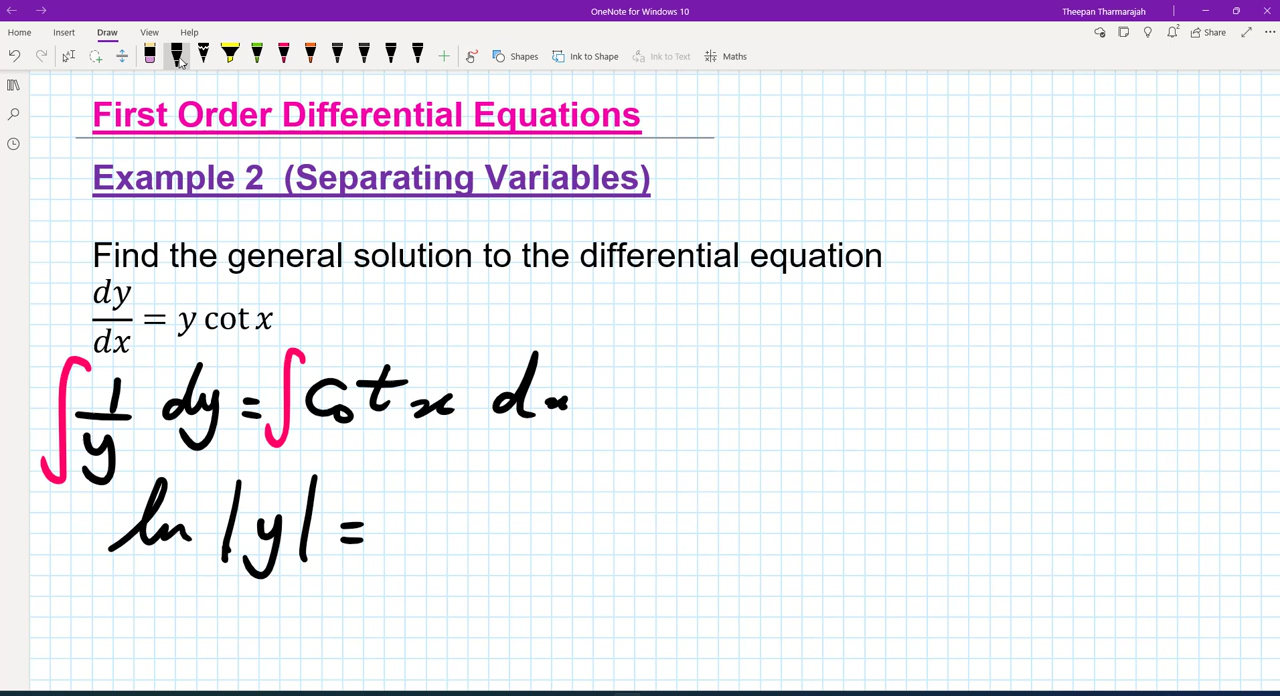 OneNote for Windows 10
Theepan Tharmarajah
Home Insert Draw View Help
Share
Shapes Ink to Shape Ink to Text Maths
First Order Differential Equations
Example 2 (Separating Variables)
Find the general solution to the differential equation
dy/dx = y cot x
∫ 1/y dy = ∫ Cot x dx
ln |y| =